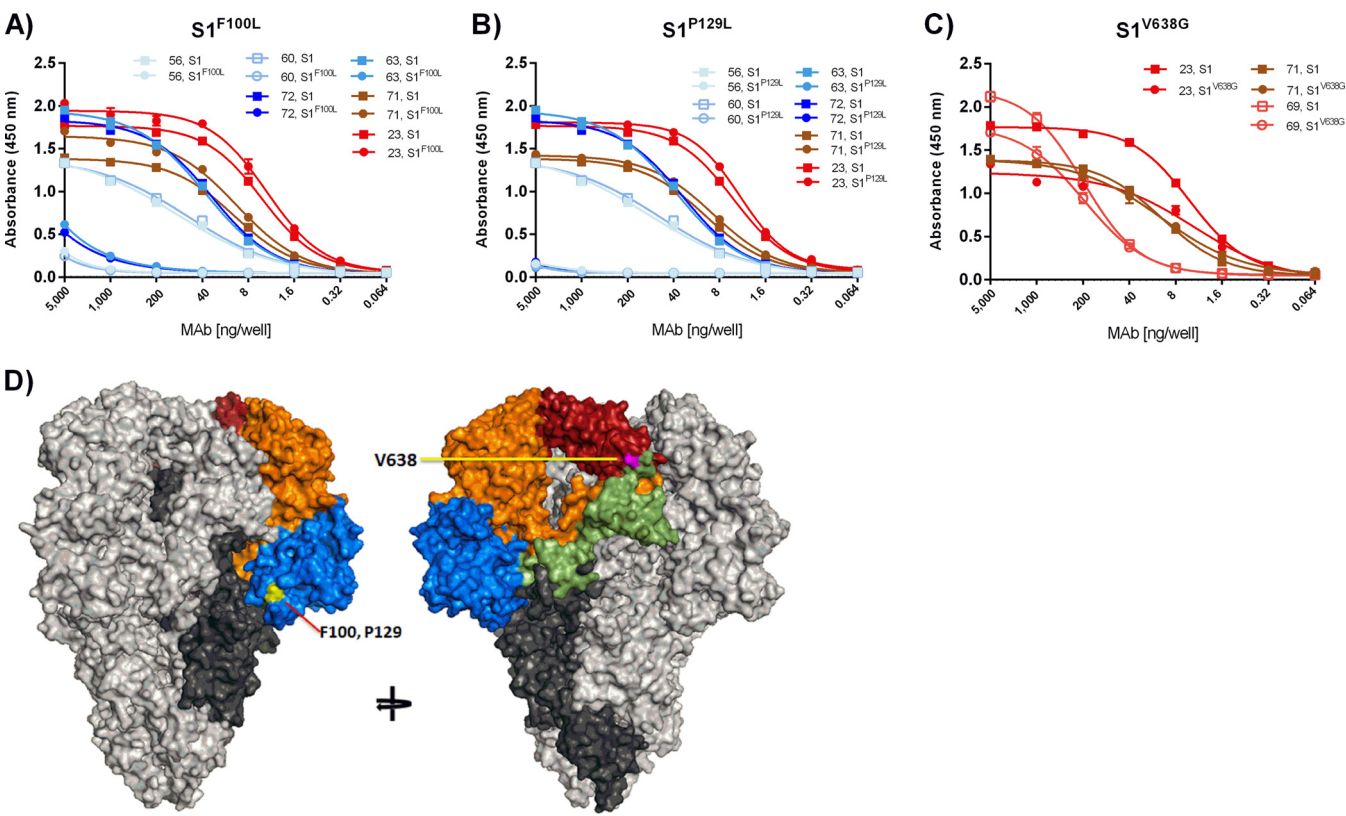 A)
S1F100L
56, S1
56, S1F100L
60, S1
60, S1F100L
72, S1
72, S1F100L
63, S1
63, S1F100L
71, S1
71, S1F100L
23, S1
23, S1F100L
Absorbance (450 nm)
2.5
2.0
1.5
1.0
0.5
0.0
5,000
1,000
200
40
8
1.6
0.32
0.064
MAb [ng/well]
B)
S1P129L
56, S1
56, S1P129L
60, S1
60, S1P129L
63, S1
63, S1P129L
72, S1
72, S1P129L
71, S1
71, S1P129L
23, S1
23, S1P129L
Absorbance (450 nm)
2.5
2.0
1.5
1.0
0.5
0.0
5,000
1,000
200
40
8
1.6
0.32
0.064
MAb [ng/well]
C)
S1V638G
23, S1
23, S1V638G
71, S1
71, S1V638G
69, S1
69, S1V638G
Absorbance (450 nm)
2.5
2.0
1.5
1.0
0.5
0.0
5,000
1,000
200
40
8
1.6
0.32
0.064
MAb [ng/well]
D)
V638
F100, P129